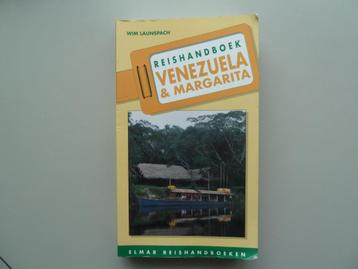 WIM LAUNSPACH
REISHANDBOEK
VENEZUELA
& MARGARITA
ELMAR REISHANDBOEKEN